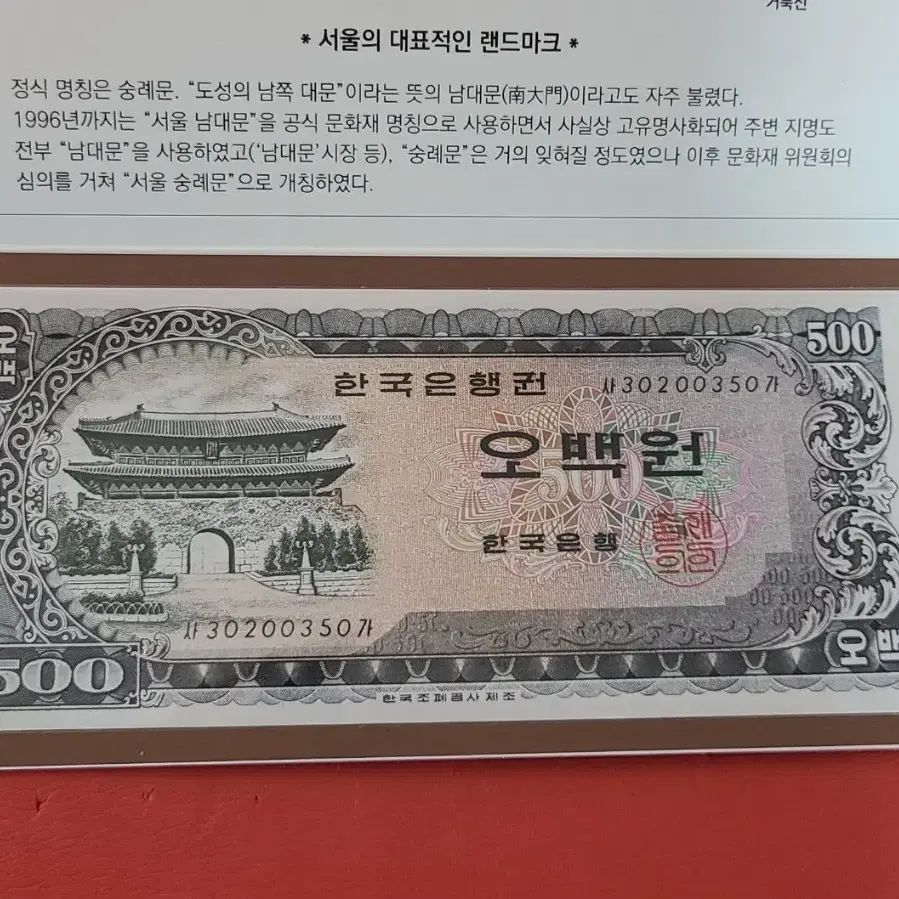 거북선
* 서울의 대표적인 랜드마크 *
정식 명칭은 숭례문. “도성의 남쪽 대문”이라는 뜻의 남대문(南大門)이라고도 자주 불렸다.
1996년까지는 “서울 남대문”을 공식 문화재 명칭으로 사용하면서 사실상 고유명사화되어 주변 지명도
전부 “남대문”을 사용하였고(‘남대문’시장 등), “숭례문”은 거의 잊혀질 정도였으나 이후 문화재 위원회의
심의를 거쳐 “서울 숭례문”으로 개칭하였다.
500
한국은행권 사30200350가
오백원
500
한국은행
사30200350가
오백
500
한국조폐공사제조